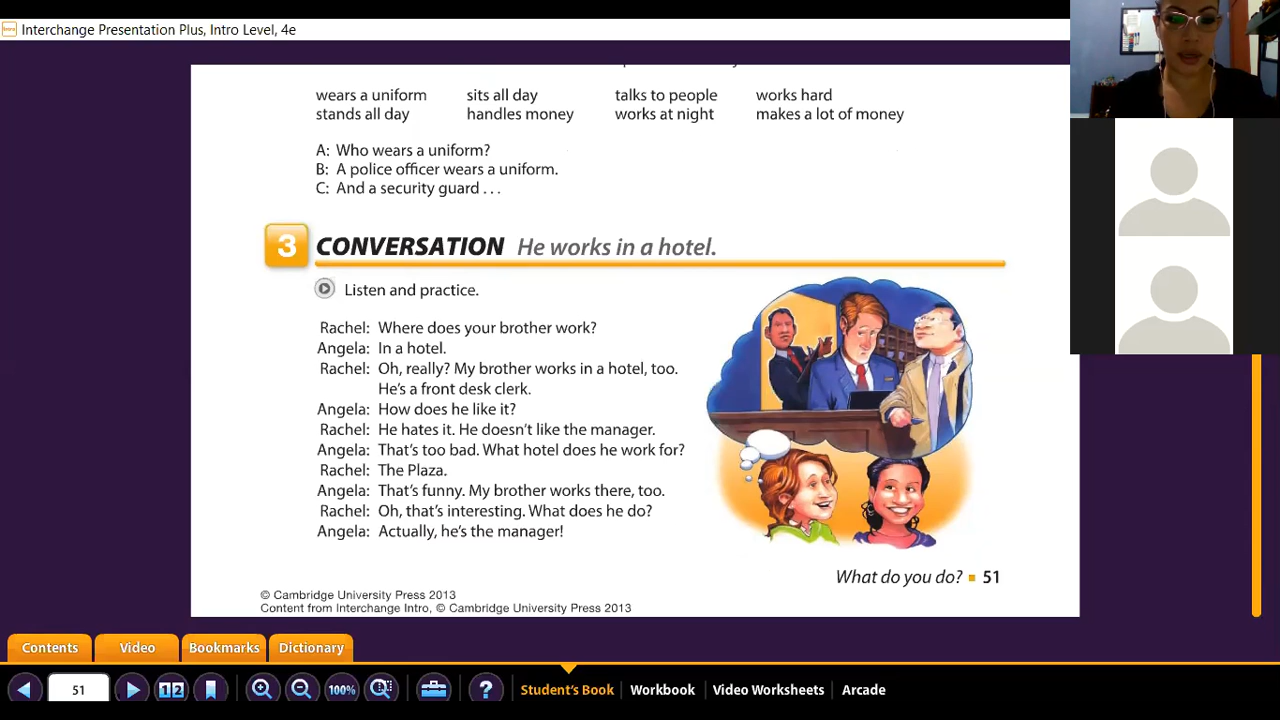 Interchange Presentation Plus, Intro Level, 4e
wears a uniform sits all day talks to people works hard
stands all day handles money works at night makes a lot of money
A: Who wears a uniform?
B: A police officer wears a uniform.
C: And a security guard . . .
3 CONVERSATION He works in a hotel.
Listen and practice.
Rachel: Where does your brother work?
Angela: In a hotel.
Rachel: Oh, really? My brother works in a hotel, too.
He's a front desk clerk.
Angela: How does he like it?
Rachel: He hates it. He doesn't like the manager.
Angela: That's too bad. What hotel does he work for?
Rachel: The Plaza.
Angela: That's funny. My brother works there, too.
Rachel: Oh, that's interesting. What does he do?
Angela: Actually, he's the manager!
What do you do? ▪ 51
© Cambridge University Press 2013
Content from Interchange Intro, © Cambridge University Press 2013
Contents Video Bookmarks Dictionary
51 1 2 100% ? Student's Book Workbook Video Worksheets Arcade